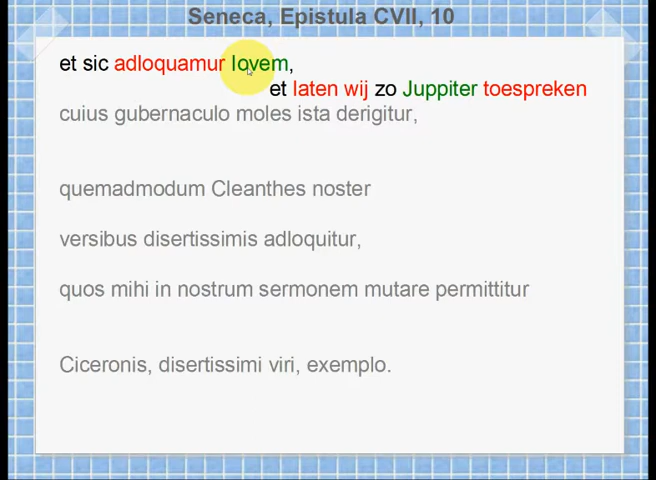 Seneca, Epistula CVII, 10
et sic adloquamur Iovem,
et laten wij zo Juppiter toespreken
cuius gubernaculo moles ista derigitur,
quemadmodum Cleanthes noster
versibus disertissimis adloquitur,
quos mihi in nostrum sermonem mutare permittitur
Ciceronis, disertissimi viri, exemplo.